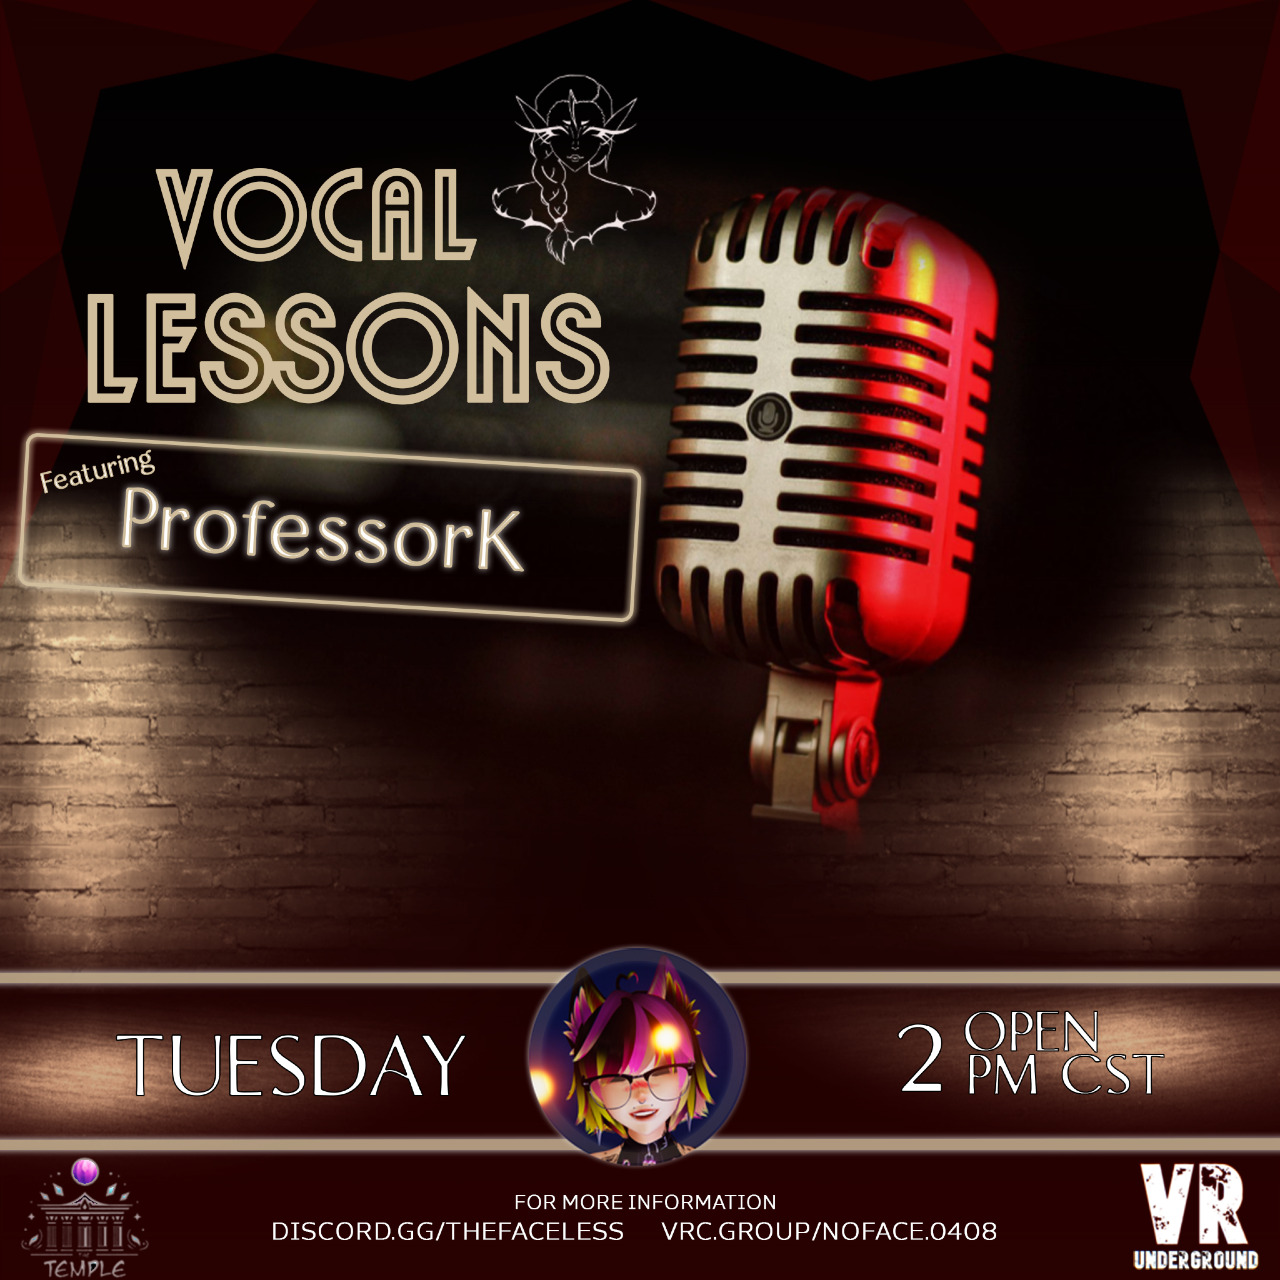 VOCAL
LESSONS
Featuring
ProfessorK
TUESDAY
2 OPEN
PM CST
FOR MORE INFORMATION
DISCORD.GG/THEFACELESS VRC.GROUP/NOFACE.0408
TEMPLE
VR
UNDERGROUND